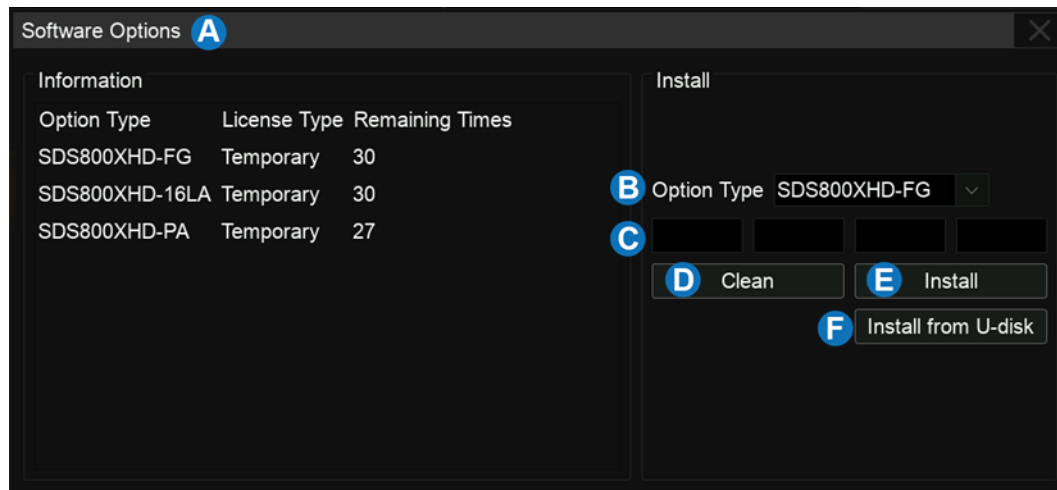 Software Options A
Information
Option Type License Type Remaining Times
SDS800XHD-FG Temporary 30
SDS800XHD-16LA Temporary 30
SDS800XHD-PA Temporary 27
Install
B Option Type SDS800XHD-FG
C
D Clean E Install
F Install from U-disk